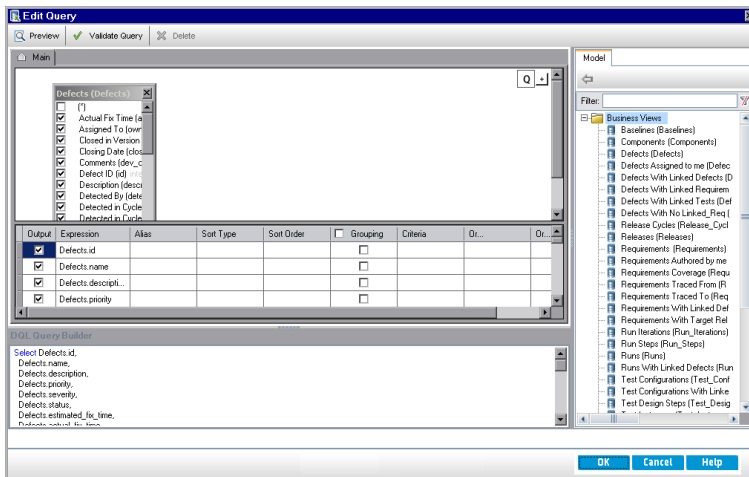 Edit Query
Preview Validate Query Delete
Main
Q
Defects (Defects)
(*)
Actual Fix Time (a
Assigned To (own
Closed in Version
Closing Date (clos
Comments (dev_c
Defect ID (id) inte
Description (descri
Detected By (dete
Detected in Cycle
Detected in Cycle
Output Expression Alias Sort Type Sort Order Grouping Criteria Or... Or...
Defects.id
Defects.name
Defects.descripti...
Defects.priority
DQL Query Builder
Select Defects.id,
Defects.name,
Defects.description,
Defects.priority,
Defects.severity,
Defects.status,
Defects.estimated_fix_time,
Defects.actual_fix_time
Model
Filter:
Business Views
Baselines (Baselines)
Components (Components)
Defects (Defects)
Defects Assigned to me (Defec
Defects With Linked Defects (D
Defects With Linked Requirem
Defects With Linked Tests (Def
Defects With No Linked_Req (
Release Cycles (Release_Cycl
Releases (Releases)
Requirements (Requirements)
Requirements Authored by me
Requirements Coverage (Requ
Requirements Traced From (R
Requirements Traced To (Req
Requirements With Linked Def
Requirements With Target Rel
Run Iterations (Run_Iterations)
Run Steps (Run_Steps)
Runs (Runs)
Runs With Linked Defects (Run
Test Configurations (Test_Conf
Test Configurations With Linke
Test Design Steps (Test_Desig
OK Cancel Help